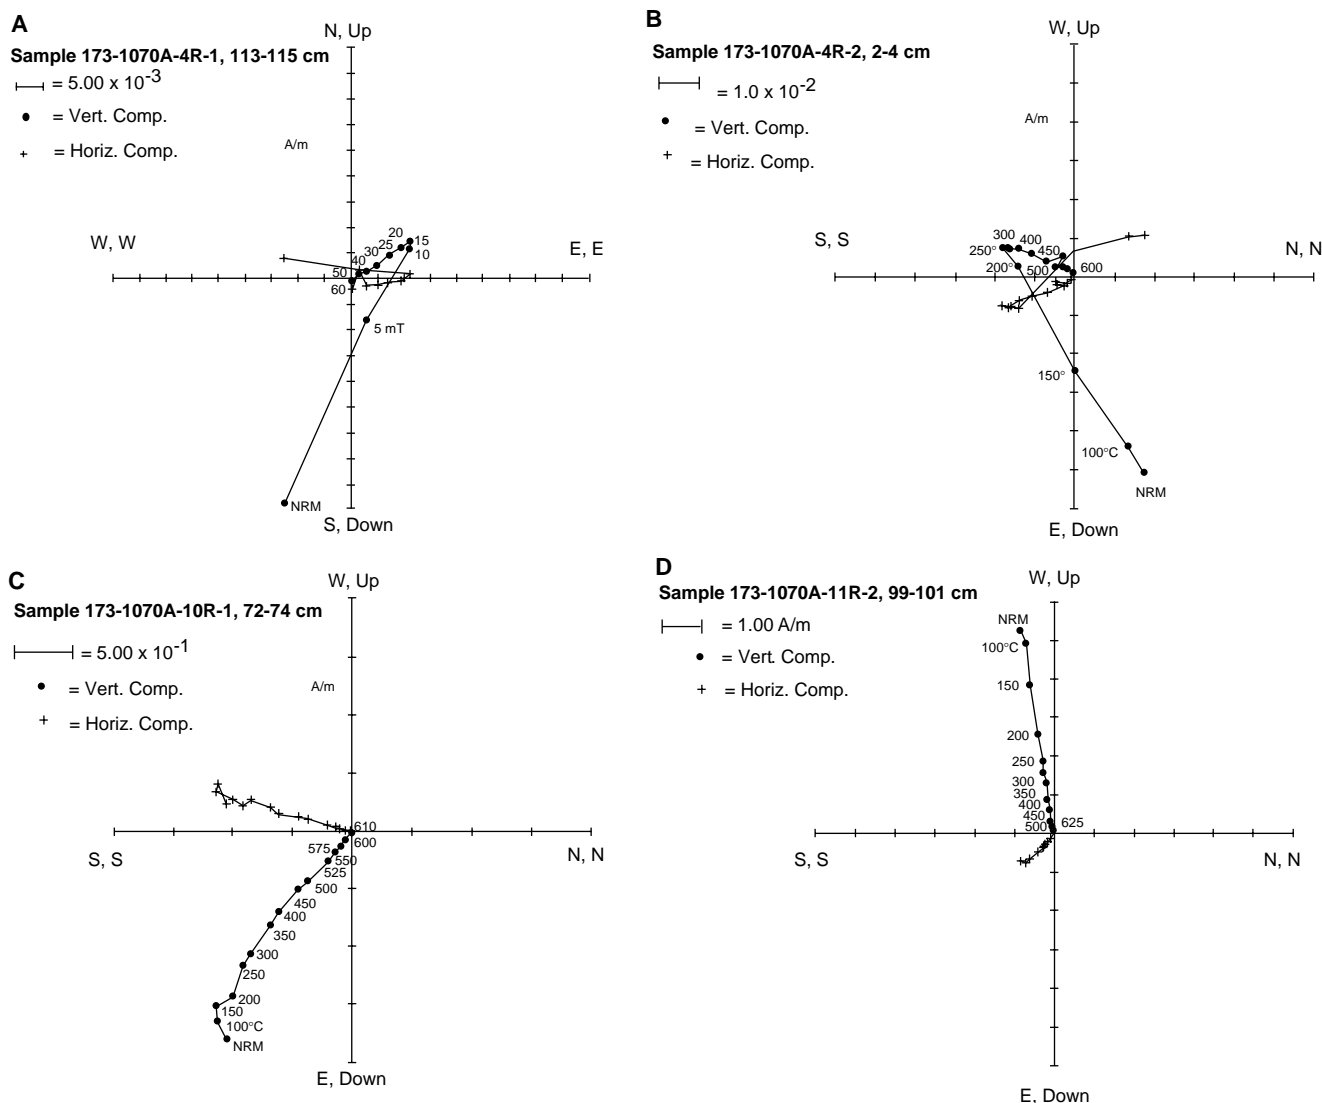 A
N, Up
Sample 173-1070A-4R-1, 113-115 cm
= 5.00 x 10-3
= Vert. Comp.
A/m
= Horiz. Comp.
W, W
E, E
20
15
25
10
30
40
50
60
5 mT
NRM
S, Down
B
W, Up
Sample 173-1070A-4R-2, 2-4 cm
= 1.0 x 10-2
A/m
= Vert. Comp.
= Horiz. Comp.
S, S
N, N
300
400
250°
450
200°
500
600
150°
100°C
NRM
E, Down
C
W, Up
Sample 173-1070A-10R-1, 72-74 cm
= 5.00 x 10-1
= Vert. Comp.
A/m
= Horiz. Comp.
S, S
N, N
610
600
575
550
525
500
450
400
350
300
250
200
150
100°C
NRM
E, Down
D
W, Up
Sample 173-1070A-11R-2, 99-101 cm
= 1.00 A/m
= Vert. Comp.
= Horiz. Comp.
NRM
100°C
150
200
250
300
350
400
450
500
625
S, S
N, N
E, Down